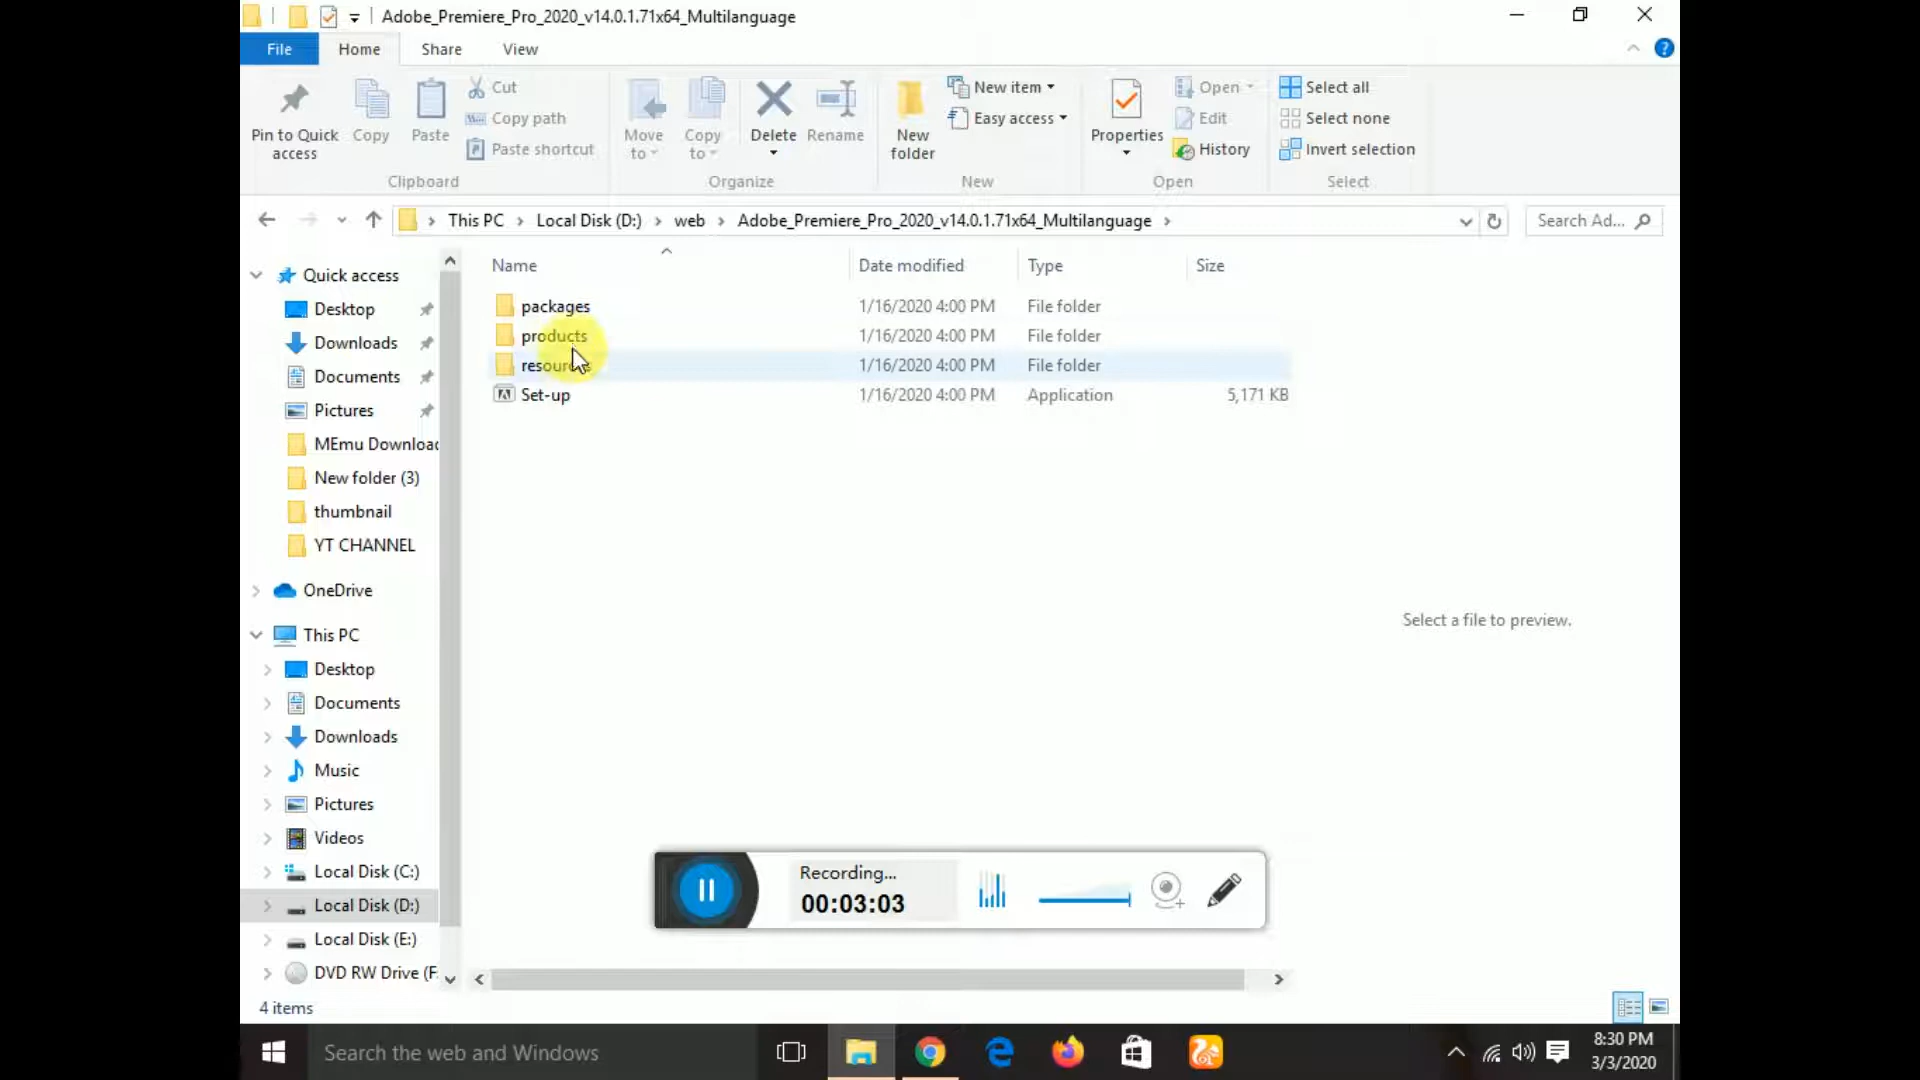 Adobe_Premiere_Pro_2020_v14.0.1.71x64_Multilanguage
File Home Share View
Pin to Quick access
Copy
Paste
Cut
Copy path
Paste shortcut
Clipboard
Move to
Copy to
Delete
Rename
Organize
New folder
New item
Easy access
New
Properties
Open
Edit
History
Open
Select all
Select none
Invert selection
Select
This PC > Local Disk (D:) > web > Adobe_Premiere_Pro_2020_v14.0.1.71x64_Multilanguage >
Search Ad...
Quick access
Desktop
Downloads
Documents
Pictures
MEmu Downloac
New folder (3)
thumbnail
YT CHANNEL
OneDrive
This PC
Desktop
Documents
Downloads
Music
Pictures
Videos
Local Disk (C:)
Local Disk (D:)
Local Disk (E:)
DVD RW Drive (F:
Name Date modified Type Size
packages 1/16/2020 4:00 PM File folder
products 1/16/2020 4:00 PM File folder
resources 1/16/2020 4:00 PM File folder
Set-up 1/16/2020 4:00 PM Application 5,171 KB
Select a file to preview.
Recording...
00:03:03
4 items
Search the web and Windows
8:30 PM
3/3/2020